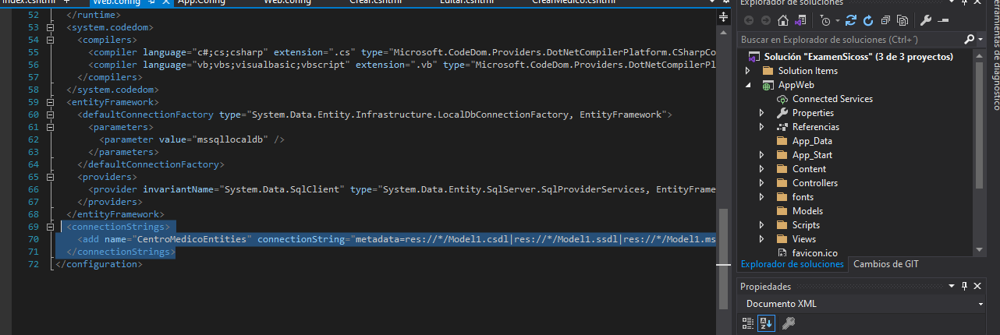 Index.cshtml
Web.config
App.Config
Web.config
Crear.cshtml
Editar.cshtml
CrearMedico.cshtml
52 </runtime>
53 <system.codedom>
54 <compilers>
55 <compiler language="c#;cs;csharp" extension=".cs" type="Microsoft.CodeDom.Providers.DotNetCompilerPlatform.CSharpCo
56 <compiler language="vb;vbs;visualbasic;vbscript" extension=".vb" type="Microsoft.CodeDom.Providers.DotNetCompilerPl
57 </compilers>
58 </system.codedom>
59 <entityFramework>
60 <defaultConnectionFactory type="System.Data.Entity.Infrastructure.LocalDbConnectionFactory, EntityFramework">
61 <parameters>
62 <parameter value="mssqllocaldb" />
63 </parameters>
64 </defaultConnectionFactory>
65 <providers>
66 <provider invariantName="System.Data.SqlClient" type="System.Data.Entity.SqlServer.SqlProviderServices, EntityFrame
67 </providers>
68 </entityFramework>
69 <connectionStrings>
70 <add name="CentroMedicoEntities" connectionString="metadata=res://*/Model1.csdl|res://*/Model1.ssdl|res://*/Model1.ms
71 </connectionStrings>
72 </configuration>
Explorador de soluciones
Buscar en Explorador de soluciones (Ctrl+´)
Solución "ExamenSicoss" (3 de 3 proyectos)
Solution Items
AppWeb
Connected Services
Properties
Referencias
App_Data
App_Start
Content
Controllers
fonts
Models
Scripts
Views
favicon.ico
Explorador de soluciones Cambios de GIT
Propiedades
Documento XML
herramientas de diagnóstico